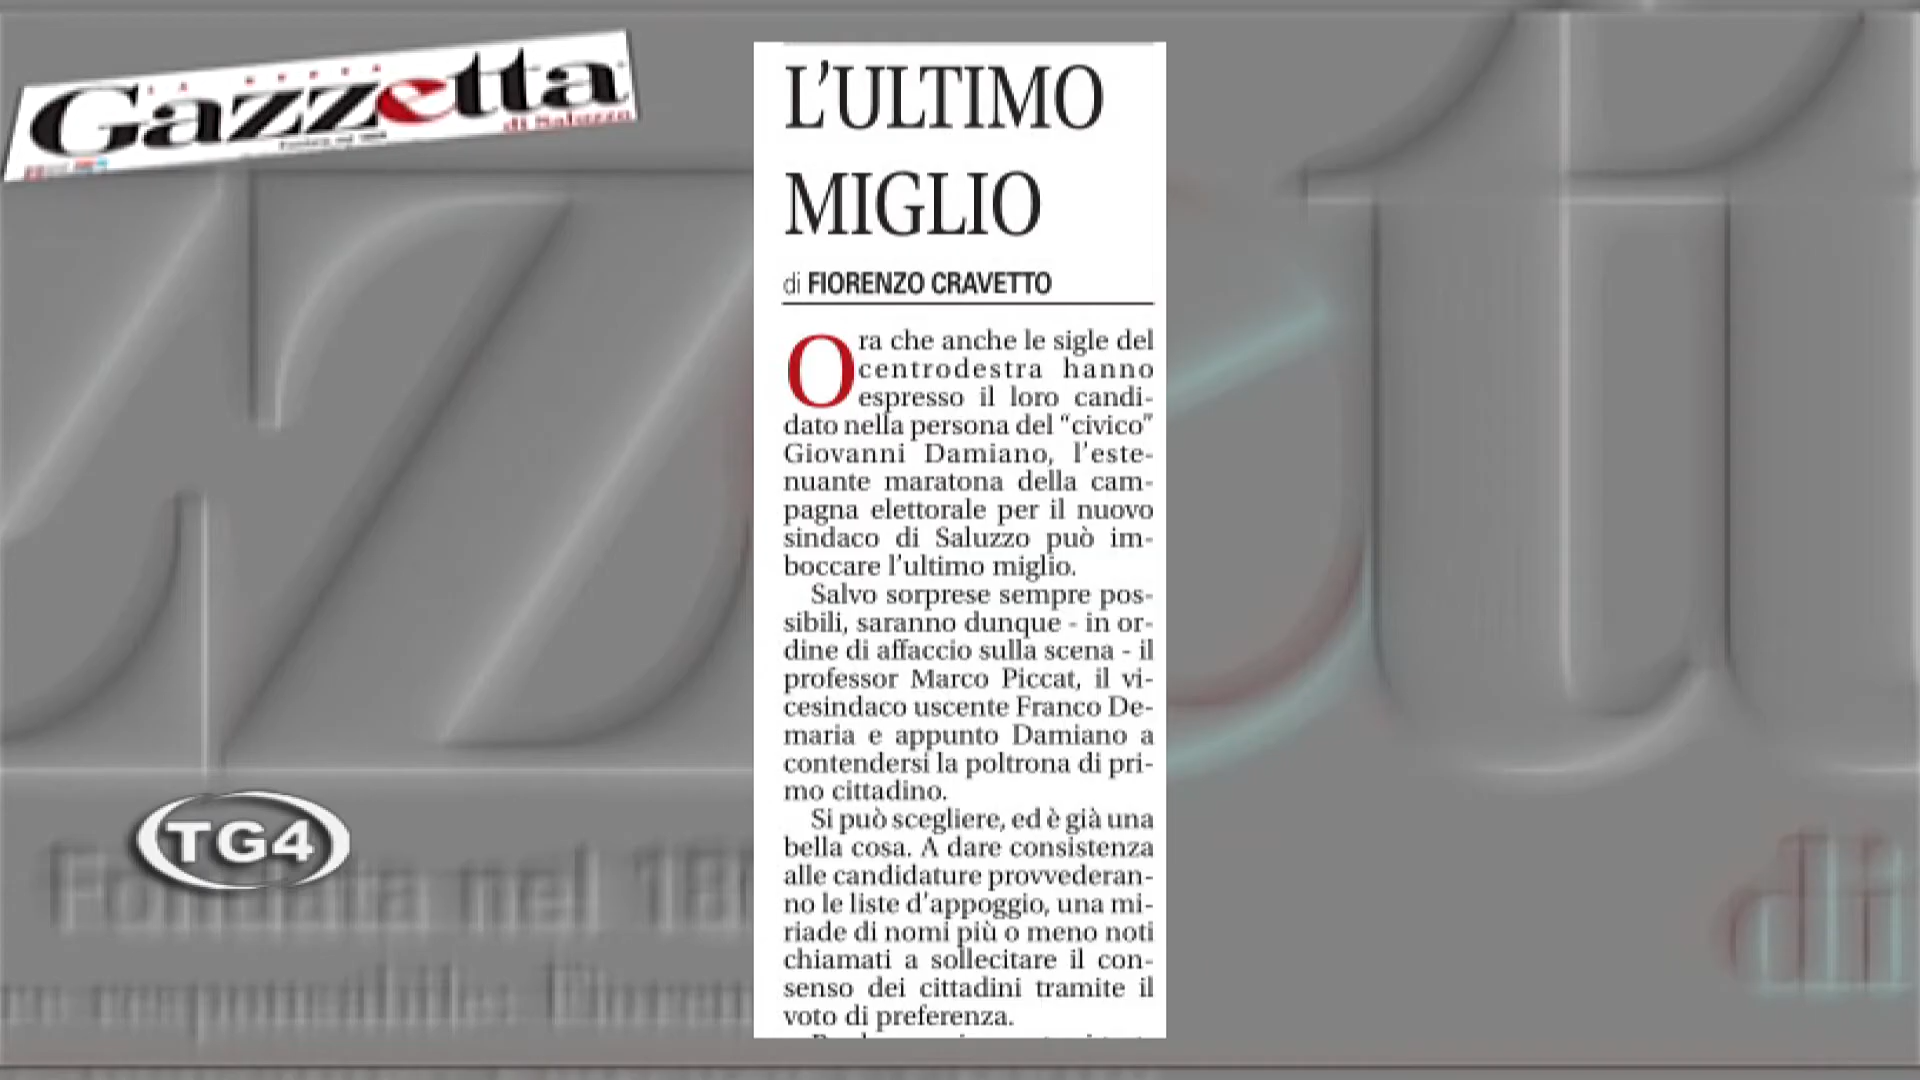 LA NUOVA
Gazzetta
di Saluzzo
L'ULTIMO
MIGLIO
di FIORENZO CRAVETTO
Ora che anche le sigle del
centrodestra hanno
espresso il loro candi-
dato nella persona del "civico"
Giovanni Damiano, l'este-
nuante maratona della cam-
pagna elettorale per il nuovo
sindaco di Saluzzo può im-
boccare l'ultimo miglio.
Salvo sorprese sempre pos-
sibili, saranno dunque - in or-
dine di affaccio sulla scena - il
professor Marco Piccat, il vi-
cesindaco uscente Franco De-
maria e appunto Damiano a
contendersi la poltrona di pri-
mo cittadino.
Si può scegliere, ed è già una
bella cosa. A dare consistenza
alle candidature provvederan-
no le liste d'appoggio, una mi-
riade di nomi più o meno noti
chiamati a sollecitare il con-
senso dei cittadini tramite il
voto di preferenza.
TG4
Fondata nel 18
di